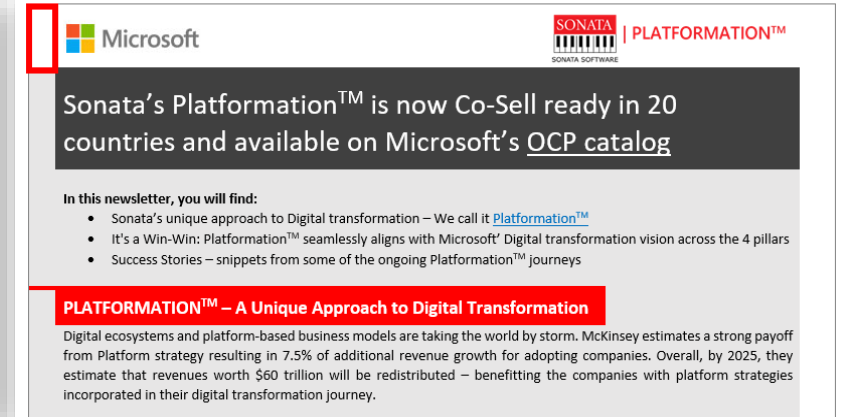 Microsoft
SONATA
SONATA SOFTWARE
| PLATFORMATION™
Sonata’s Platformation™ is now Co-Sell ready in 20
countries and available on Microsoft’s OCP catalog
In this newsletter, you will find:
• Sonata’s unique approach to Digital transformation – We call it Platformation™
• It's a Win-Win: Platformation™ seamlessly aligns with Microsoft’ Digital transformation vision across the 4 pillars
• Success Stories – snippets from some of the ongoing Platformation™ journeys
PLATFORMATION™ – A Unique Approach to Digital Transformation
Digital ecosystems and platform-based business models are taking the world by storm. McKinsey estimates a strong payoff
from Platform strategy resulting in 7.5% of additional revenue growth for adopting companies. Overall, by 2025, they
estimate that revenues worth $60 trillion will be redistributed – benefitting the companies with platform strategies
incorporated in their digital transformation journey.